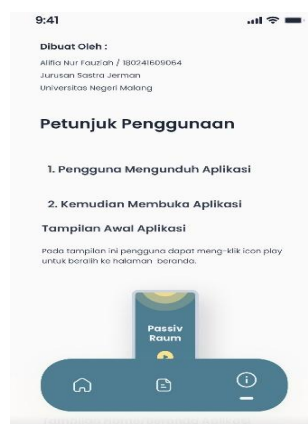 9:41
Dibuat Oleh :
Alifia Nur Fauziah / 180241609064
Jurusan Sastra Jerman
Universitas Negeri Malang
Petunjuk Penggunaan
1. Pengguna Mengunduh Aplikasi
2. Kemudian Membuka Aplikasi
Tampilan Awal Aplikasi
Pada tampilan ini pengguna dapat meng-klik icon play
untuk beralih ke halaman beranda.
Passiv
Raum